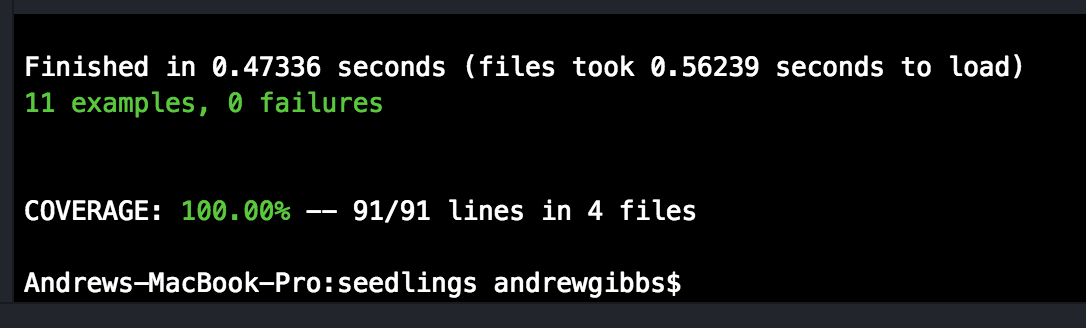 Finished in 0.47336 seconds (files took 0.56239 seconds to load)
11 examples, 0 failures
COVERAGE: 100.00% -- 91/91 lines in 4 files
Andrews-MacBook-Pro:seedlings andrewgibbs$